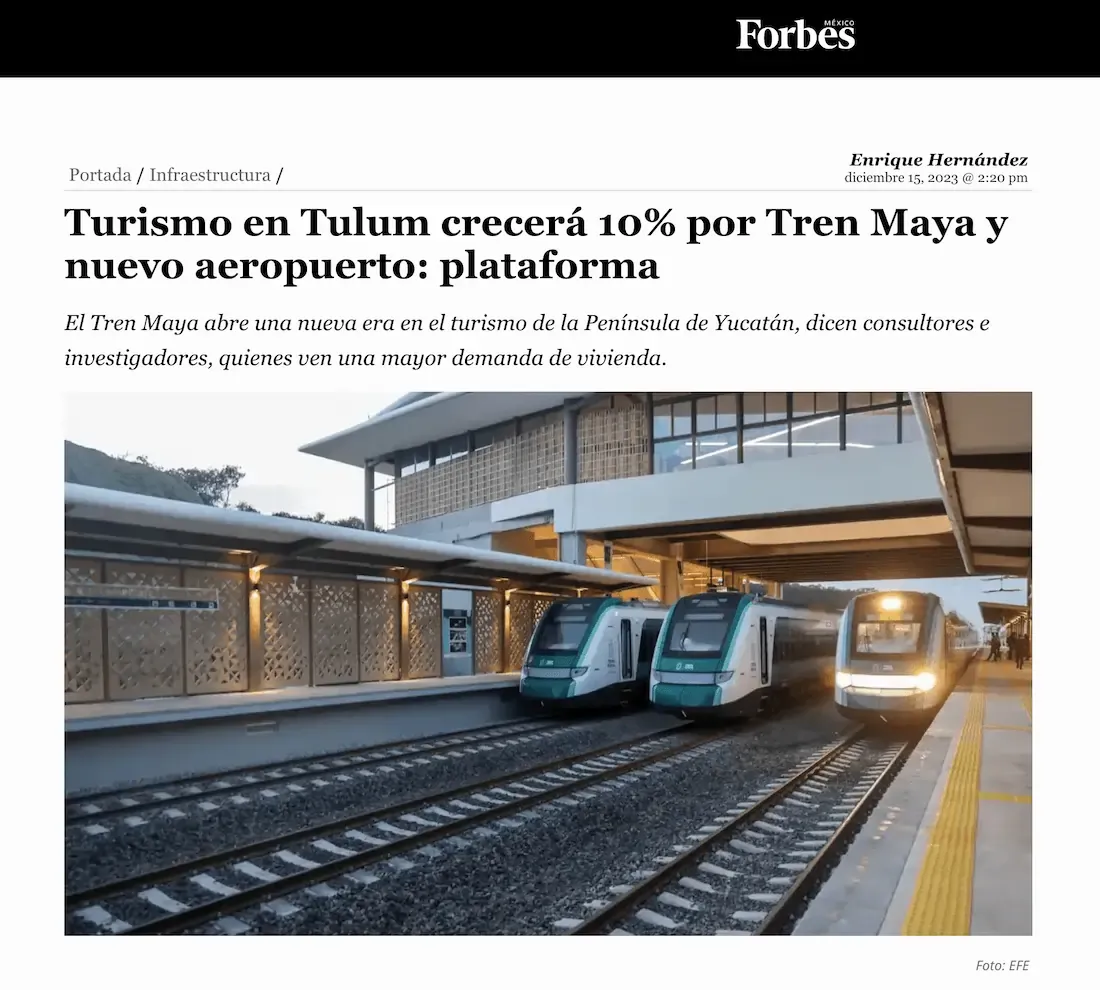 Forbes
MÉXICO
Portada / Infraestructura /
Enrique Hernández
diciembre 15, 2023 @ 2:20 pm
Turismo en Tulum crecerá 10% por Tren Maya y
nuevo aeropuerto: plataforma
El Tren Maya abre una nueva era en el turismo de la Península de Yucatán, dicen consultores e
investigadores, quienes ven una mayor demanda de vivienda.
Foto: EFE